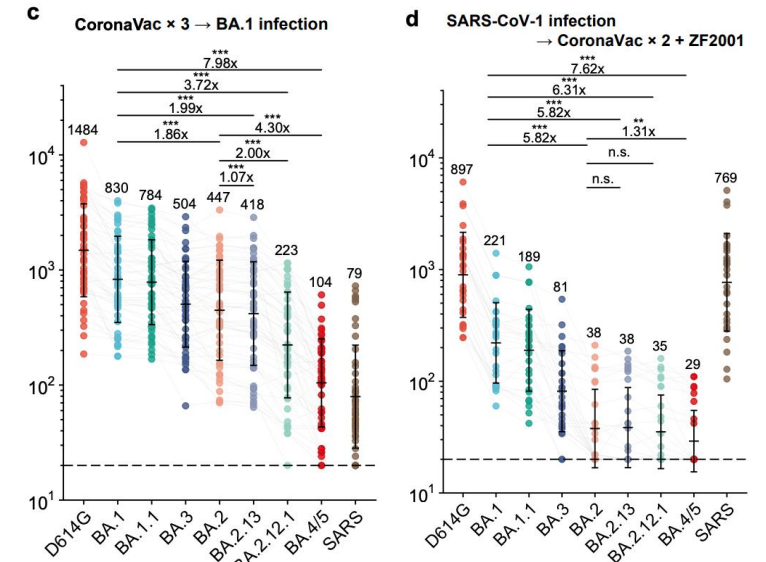 c
CoronaVac × 3 → BA.1 infection
***
7.98x
***
3.72x
***
1.99x
***
1.86x
***
4.30x
***
2.00x
***
1.07x
1484
830
784
504
447
418
223
104
79
10⁴
10³
10²
10¹
D614G
BA.1
BA.1.1
BA.3
BA.2
BA.2.13
BA.2.12.1
BA.4/5
SARS
d
SARS-CoV-1 infection
→ CoronaVac × 2 + ZF2001
***
7.62x
***
6.31x
***
5.82x
***
5.82x
**
1.31x
n.s.
n.s.
897
221
189
81
38
38
35
29
769
10⁴
10³
10²
10¹
D614G
BA.1
BA.1.1
BA.3
BA.2
BA.2.13
BA.2.12.1
BA.4/5
SARS